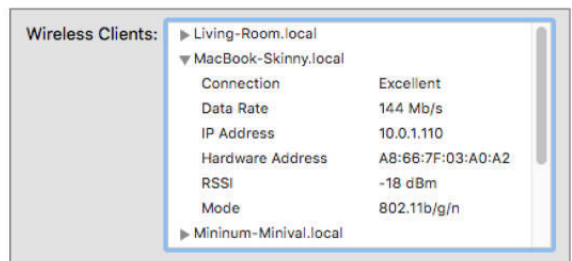 Wireless Clients:
Living-Room.local
MacBook-Skinny.local
Connection Excellent
Data Rate 144 Mb/s
IP Address 10.0.1.110
Hardware Address A8:66:7F:03:A0:A2
RSSI -18 dBm
Mode 802.11b/g/n
Mininum-Minival.local